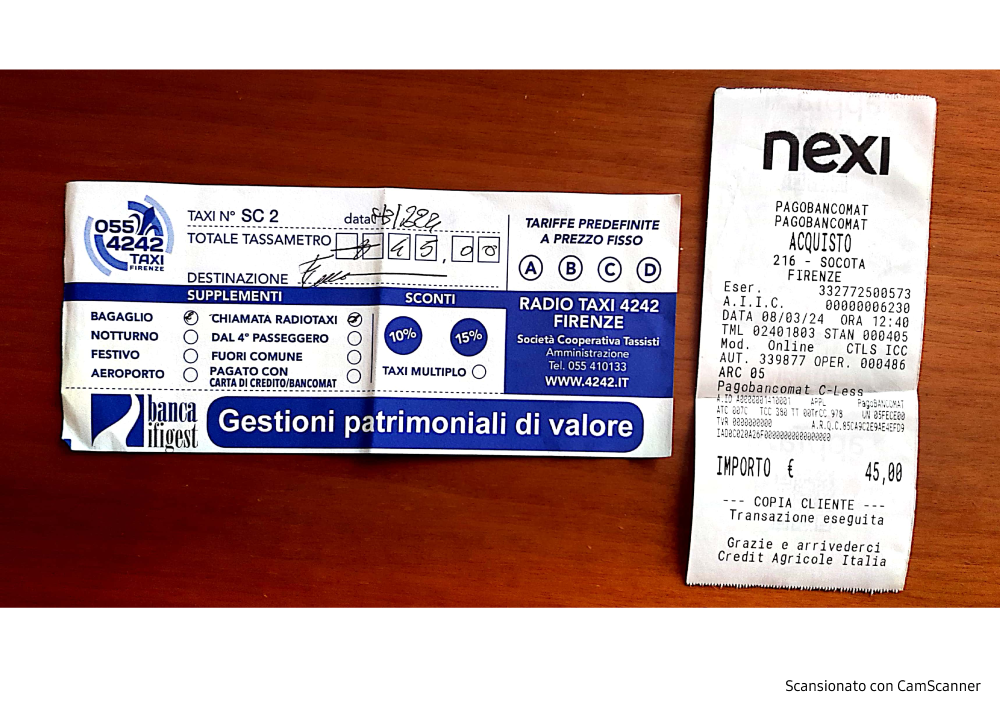 055
4242
TAXI
FIRENZE
TAXI N° SC 2
data 8/3/2024
TOTALE TASSAMETRO 45,00
DESTINAZIONE
SUPPLEMENTI
BAGAGLIO
NOTTURNO
FESTIVO
AEROPORTO
CHIAMATA RADIOTAXI
DAL 4° PASSEGGERO
FUORI COMUNE
PAGATO CON
CARTA DI CREDITO/BANCOMAT
SCONTI
10%
15%
TAXI MULTIPLO
TARIFFE PREDEFINITE
A PREZZO FISSO
A B C D
RADIO TAXI 4242
FIRENZE
Società Cooperativa Tassisti
Amministrazione
Tel. 055 410133
WWW.4242.IT
banca
ifigest
Gestioni patrimoniali di valore
nexi
PAGOBANCOMAT
PAGOBANCOMAT
ACQUISTO
216 - SOCOTA
FIRENZE
Eser. 332772500573
A.I.I.C. 00000006230
DATA 08/03/24 ORA 12:40
TML 02401803 STAN 000405
Mod. Online CTLS ICC
AUT. 339877 OPER. 000486
ARC 05
Pagobancomat C-Less
APPL PagoBANCOMAT
IMPORTO € 45,00
--- COPIA CLIENTE ---
Transazione eseguita
Grazie e arrivederci
Credit Agricole Italia
Scansionato con CamScanner